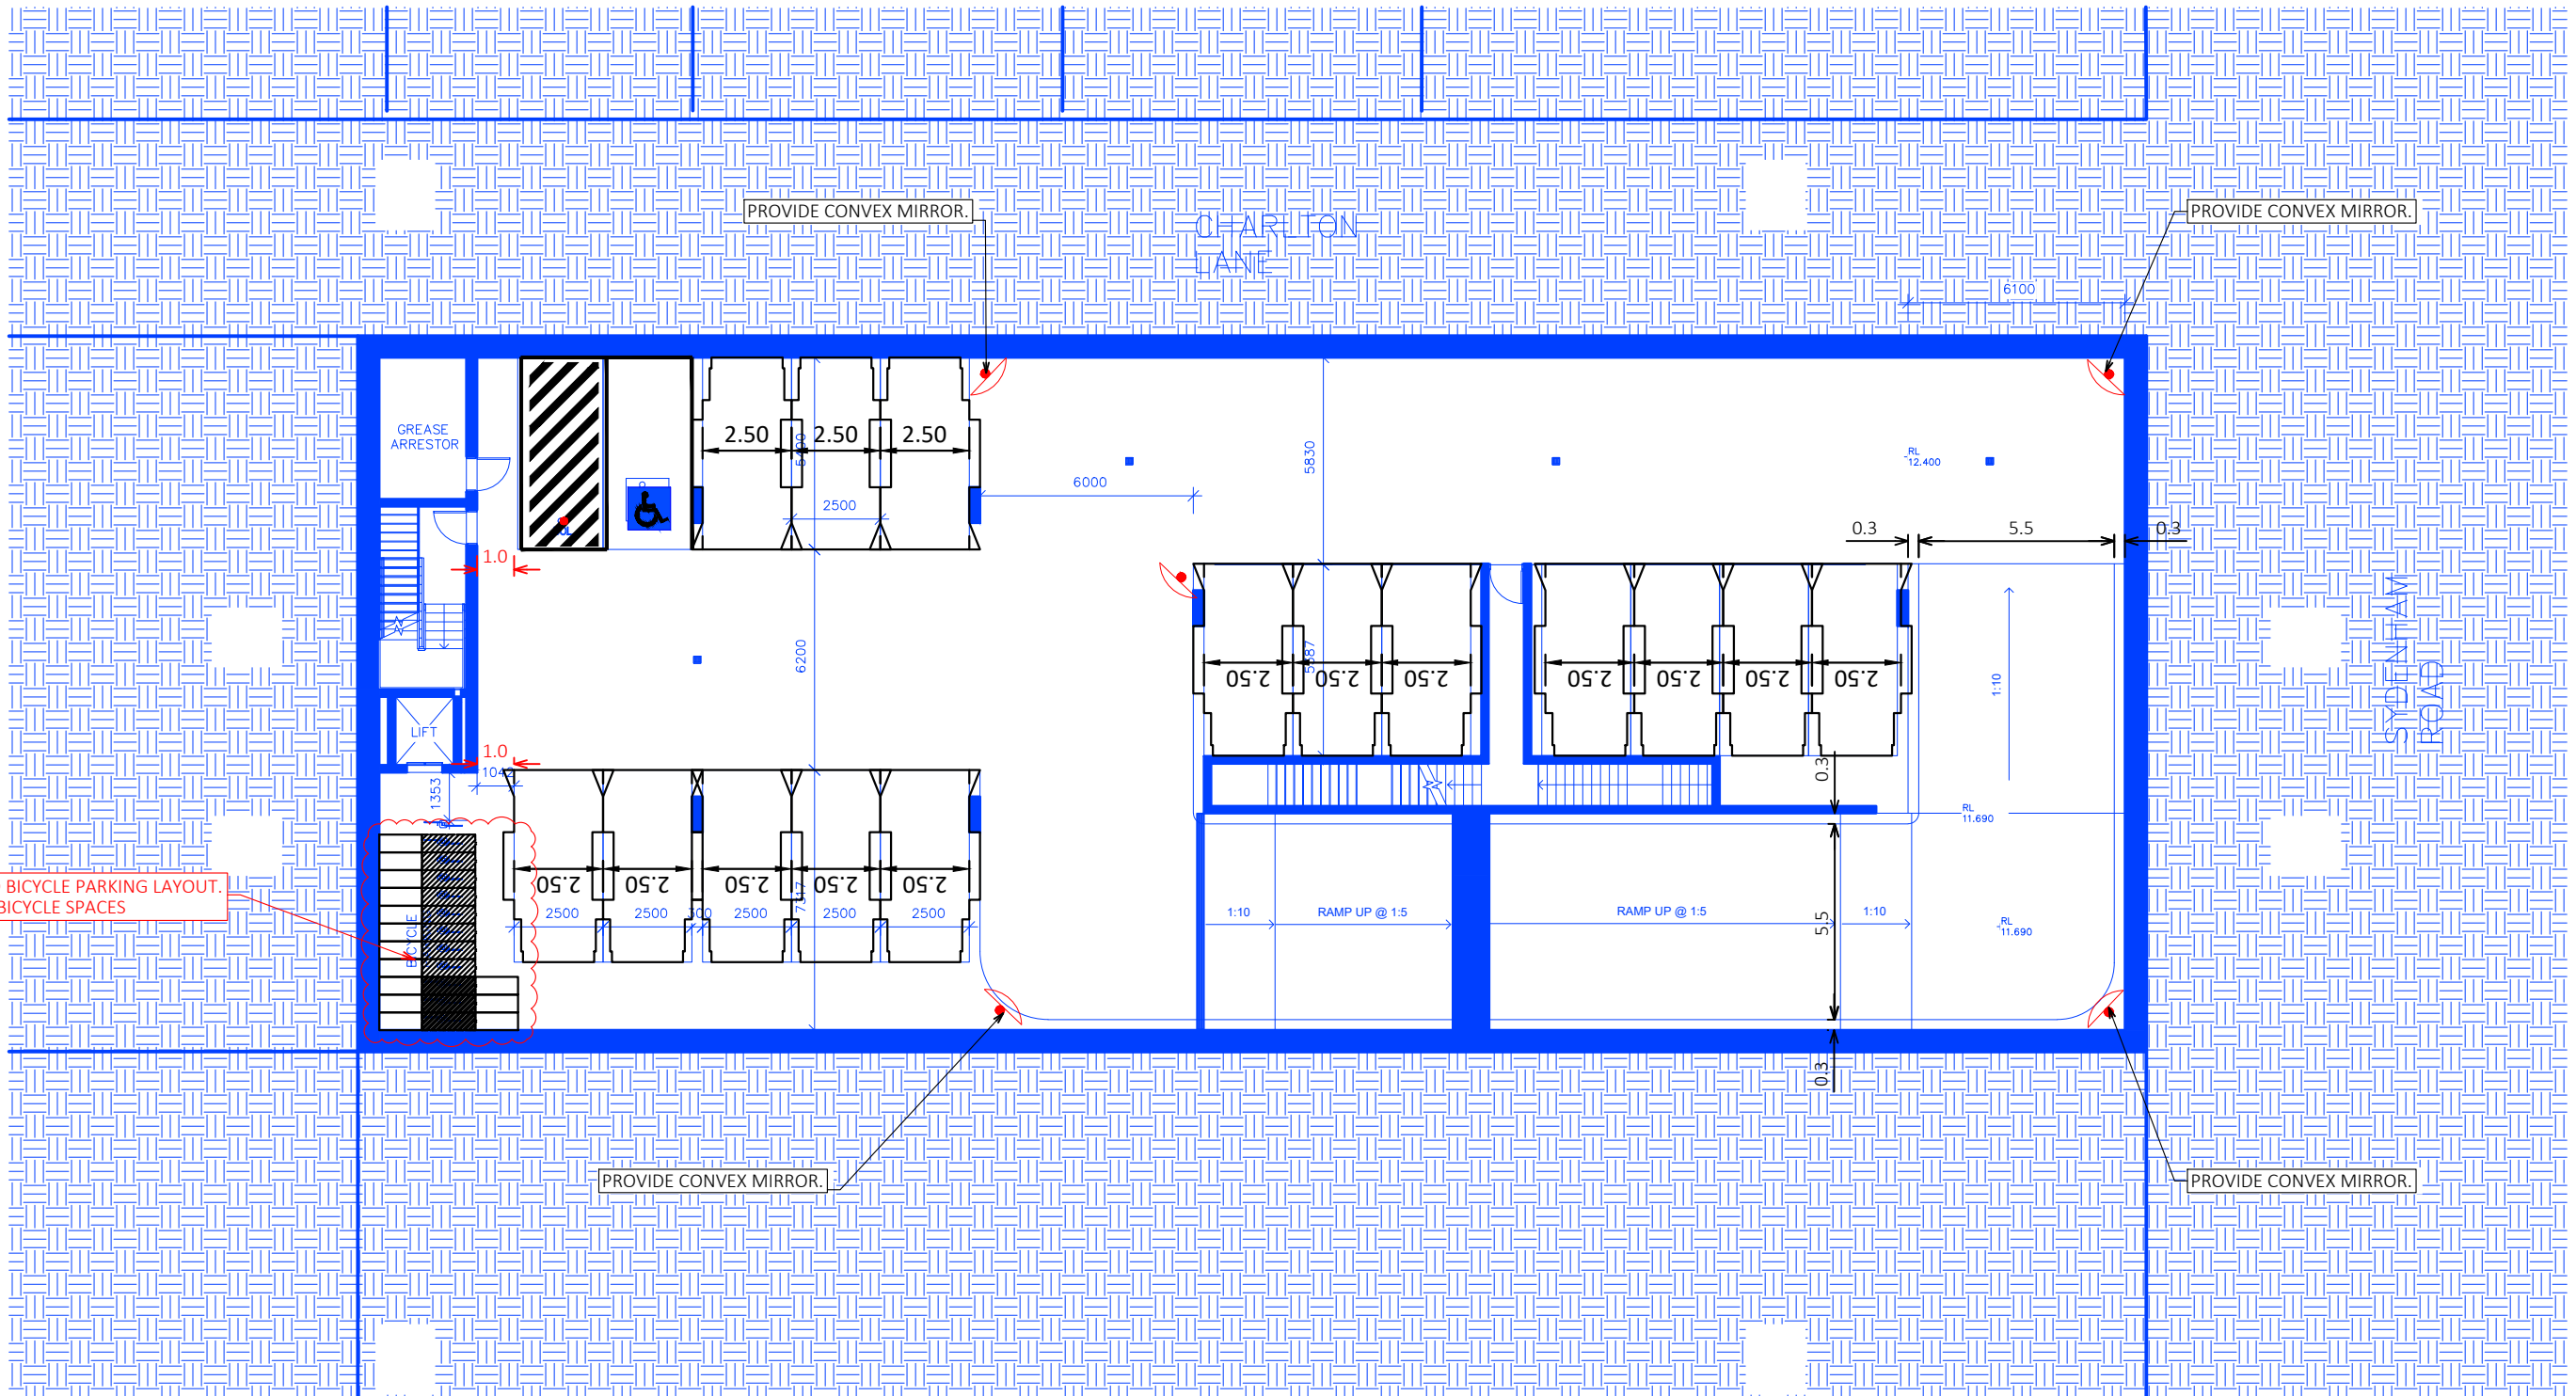 PROVIDE CONVEX MIRROR.
CHARLTON
LANE
PROVIDE CONVEX MIRROR.
6100
GREASE
ARRESTOR
2.50
2.50
2.50
5400
2500
6000
5830
RL
12.400
0.3
5.5
0.3
1.0
6200
2.50
2.50
2.50
5587
2.50
2.50
2.50
2.50
1:10
SYDENHAM
ROAD
LIFT
1.0
1042
1353
0.3
RL
11.690
BICYCLE PARKING LAYOUT.
BICYCLE SPACES
BICYCLE
2.50
2.50
2.50
2.50
2.50
7317
2500
2500
300
2500
2500
2500
1:10
RAMP UP @ 1:5
RAMP UP @ 1:5
5.5
1:10
RL
11.690
0.3
PROVIDE CONVEX MIRROR.
PROVIDE CONVEX MIRROR.